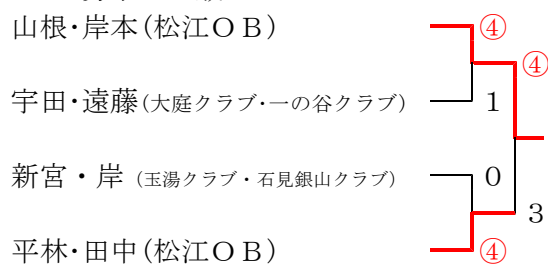 山根・岸本(松江ＯＢ) ④
④
宇田・遠藤(大庭クラブ・一の谷クラブ) 1
新宮・岸 (玉湯クラブ・石見銀山クラブ) 0
3
平林・田中(松江ＯＢ) ④